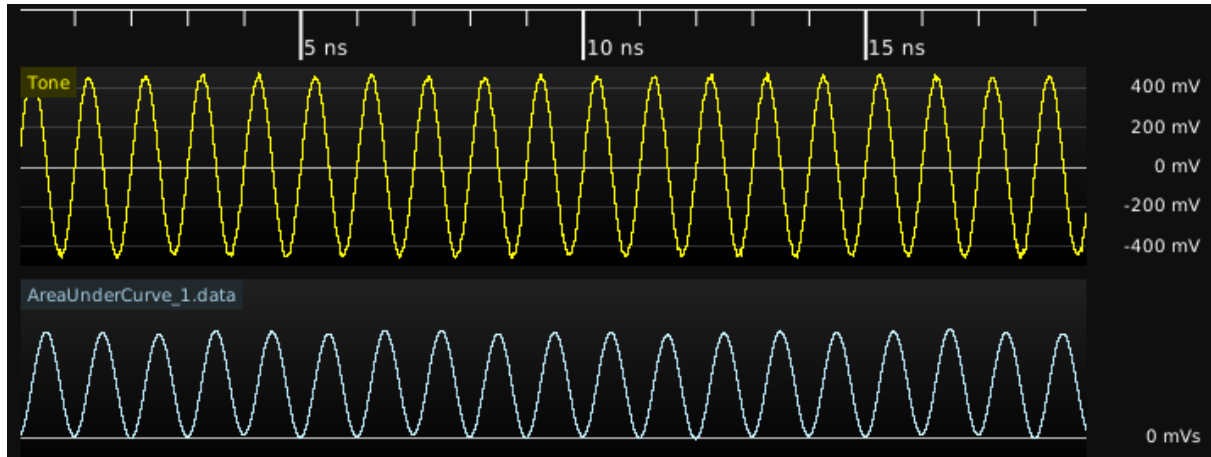 5 ns
10 ns
15 ns
Tone
400 mV
200 mV
0 mV
-200 mV
-400 mV
AreaUnderCurve_1.data
0 mVs